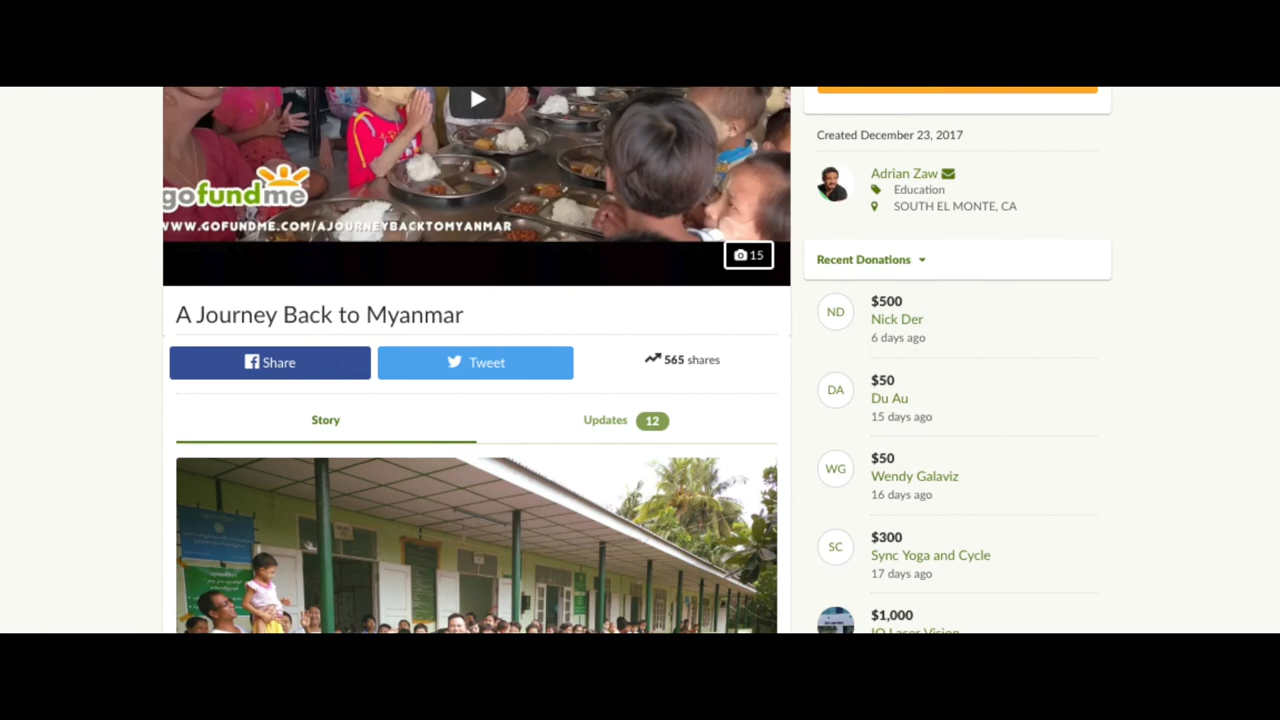 gofundme
WWW.GOFUNDME.COM/AJOURNEYBACKTOMYANMAR
15
A Journey Back to Myanmar
Share
Tweet
565 shares
Story
Updates 12
Created December 23, 2017
Adrian Zaw
Education
SOUTH EL MONTE, CA
Recent Donations
ND
$500
Nick Der
6 days ago
DA
$50
Du Au
15 days ago
WG
$50
Wendy Galaviz
16 days ago
SC
$300
Sync Yoga and Cycle
17 days ago
$1,000